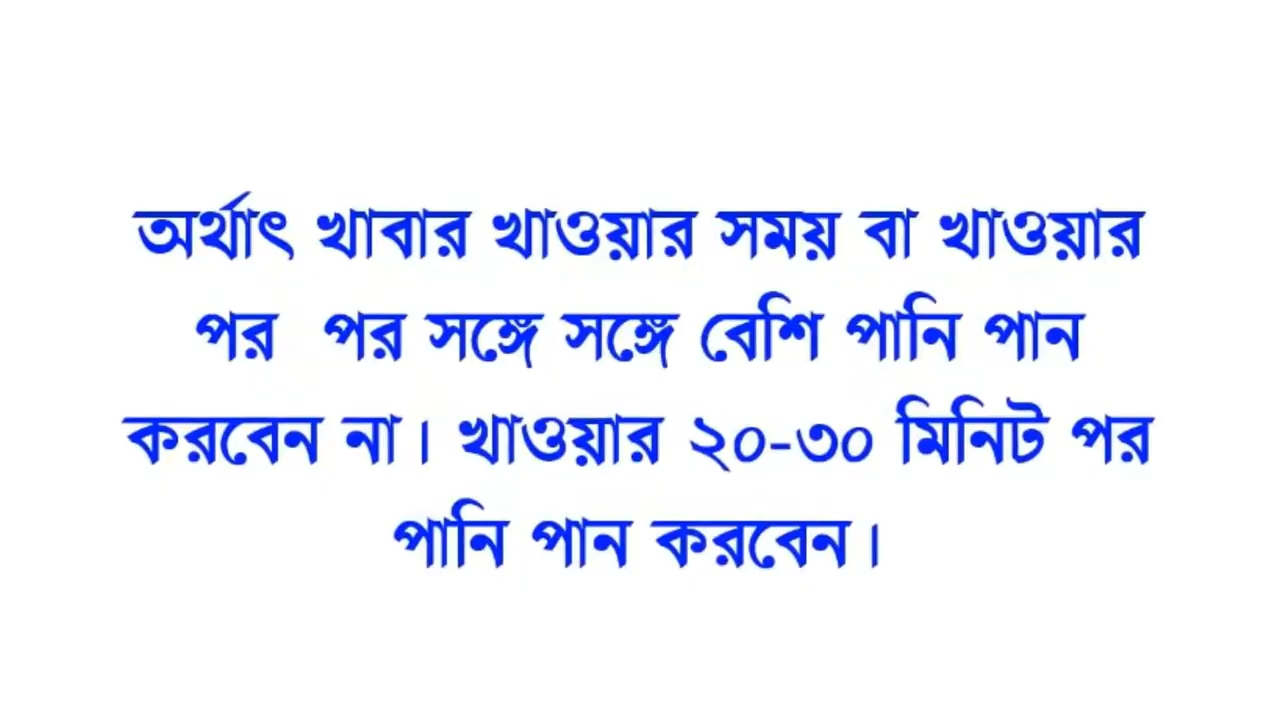 অর্থাৎ খাবার খাওয়ার সময় বা খাওয়ার
পর পর সঙ্গে সঙ্গে বেশি পানি পান
করবেন না। খাওয়ার ২০-৩০ মিনিট পর
পানি পান করবেন।